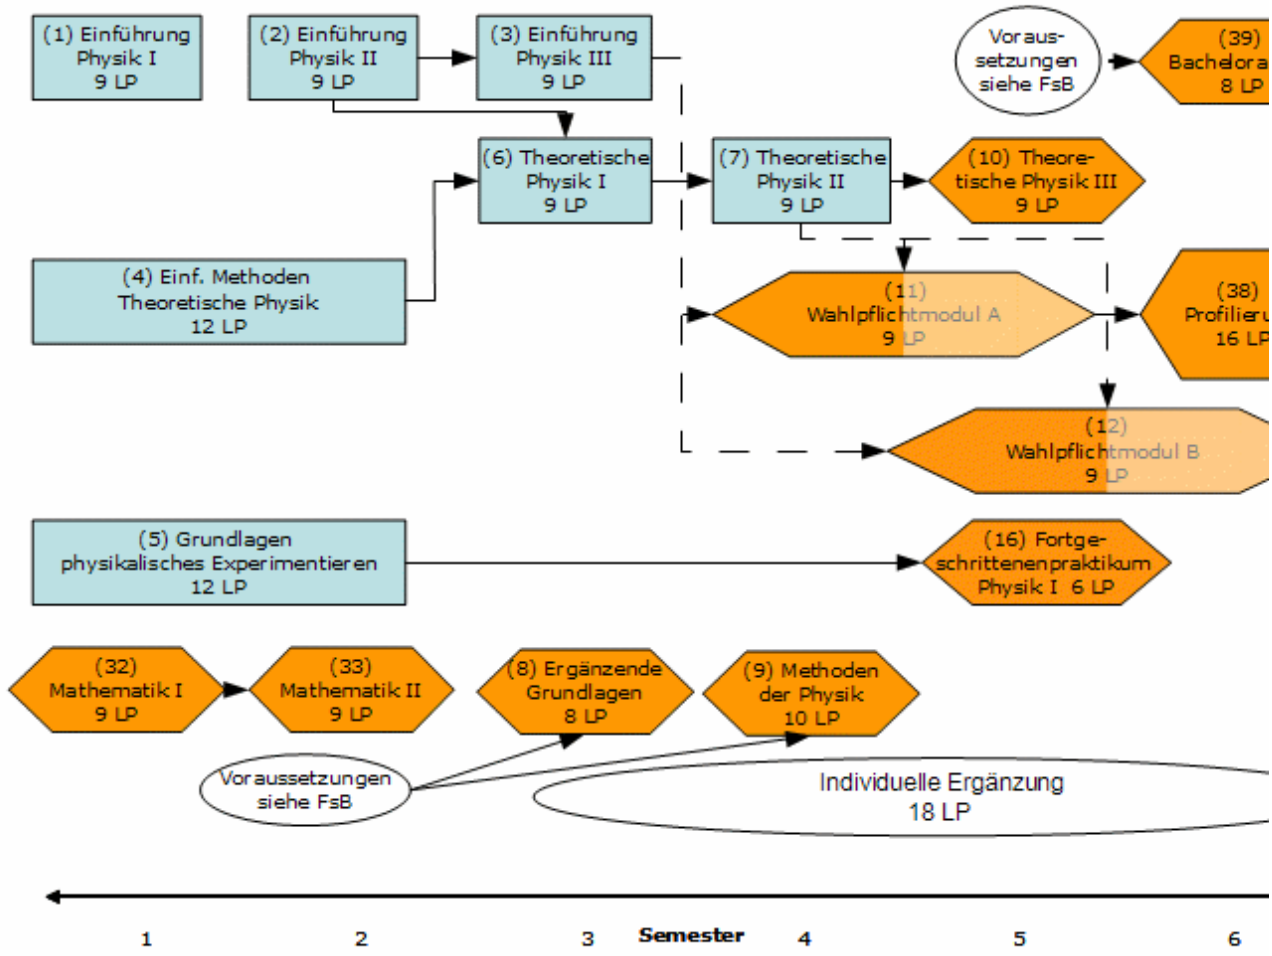 (1) Einführung
Physik I
9 LP
(2) Einführung
Physik II
9 LP
(3) Einführung
Physik III
9 LP
Voraus-
setzungen
siehe FsB
(39)
Bachelora
8 LP
(6) Theoretische
Physik I
9 LP
(7) Theoretische
Physik II
9 LP
(10) Theore-
tische Physik III
9 LP
(4) Einf. Methoden
Theoretische Physik
12 LP
(11)
Wahlpflichtmodul A
9 LP
(38)
Profilieru
16 LP
(12)
Wahlpflichtmodul B
9 LP
(5) Grundlagen
physikalisches Experimentieren
12 LP
(16) Fortge-
schrittenenpraktikum
Physik I 6 LP
(32)
Mathematik I
9 LP
(33)
Mathematik II
9 LP
(8) Ergänzende
Grundlagen
8 LP
(9) Methoden
der Physik
10 LP
Voraussetzungen
siehe FsB
Individuelle Ergänzung
18 LP
1 2 3 Semester 4 5 6